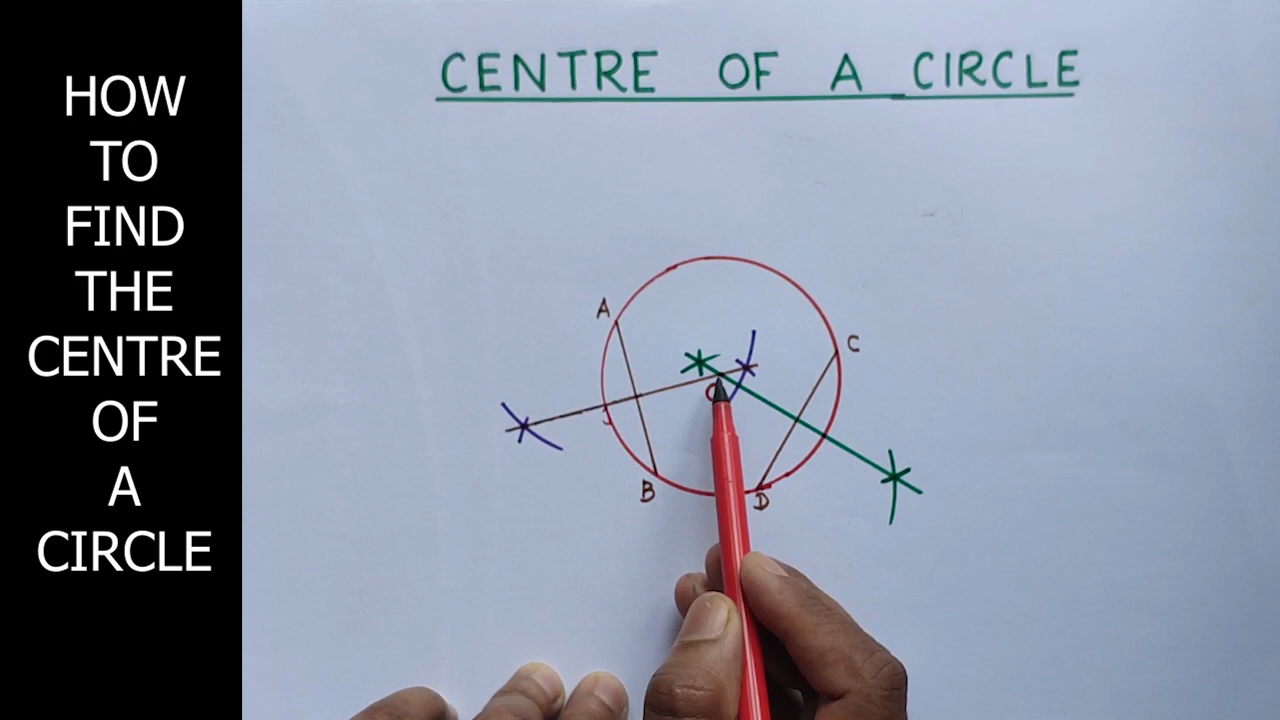 HOW
TO
FIND
THE
CENTRE
OF
A
CIRCLE
CENTRE OF A CIRCLE
A
C
B
D